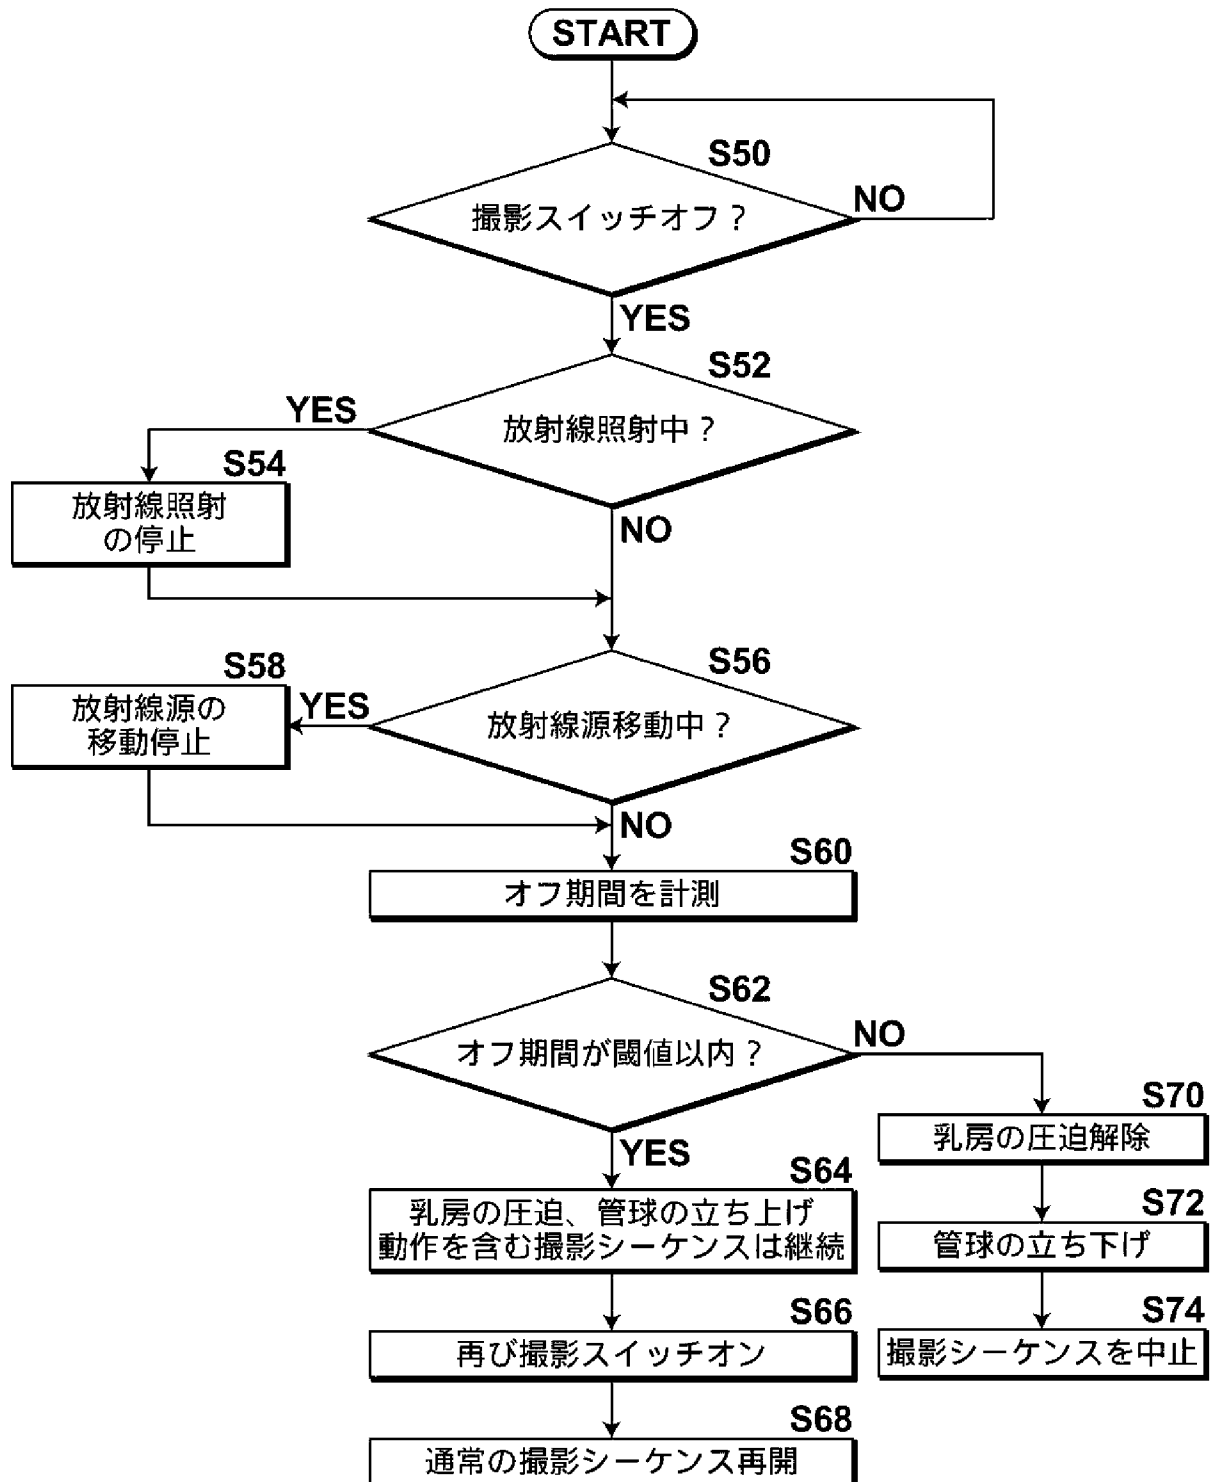 START
S50
撮影スイッチオフ？
NO
YES
S52
放射線照射中？
YES
S54
放射線照射
の停止
NO
S56
放射線源移動中？
YES
S58
放射線源の
移動停止
NO
S60
オフ期間を計測
S62
オフ期間が閾値以内？
NO
YES
S64
乳房の圧迫、管球の立ち上げ
動作を含む撮影シーケンスは継続
S66
再び撮影スイッチオン
S68
通常の撮影シーケンス再開
S70
乳房の圧迫解除
S72
管球の立ち下げ
S74
撮影シーケンスを中止